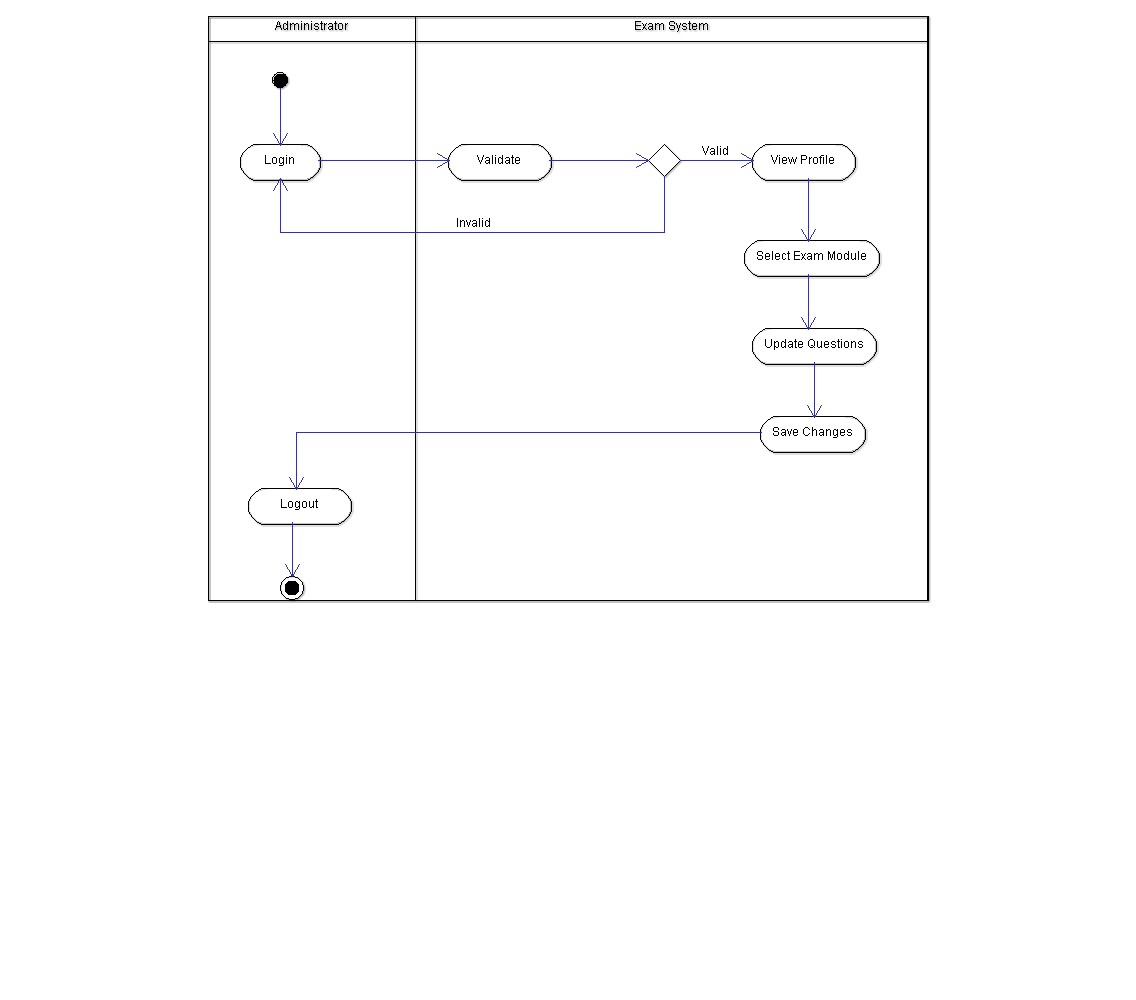 Administrator
Exam System
Login
Validate
Valid
View Profile
Invalid
Select Exam Module
Update Questions
Save Changes
Logout